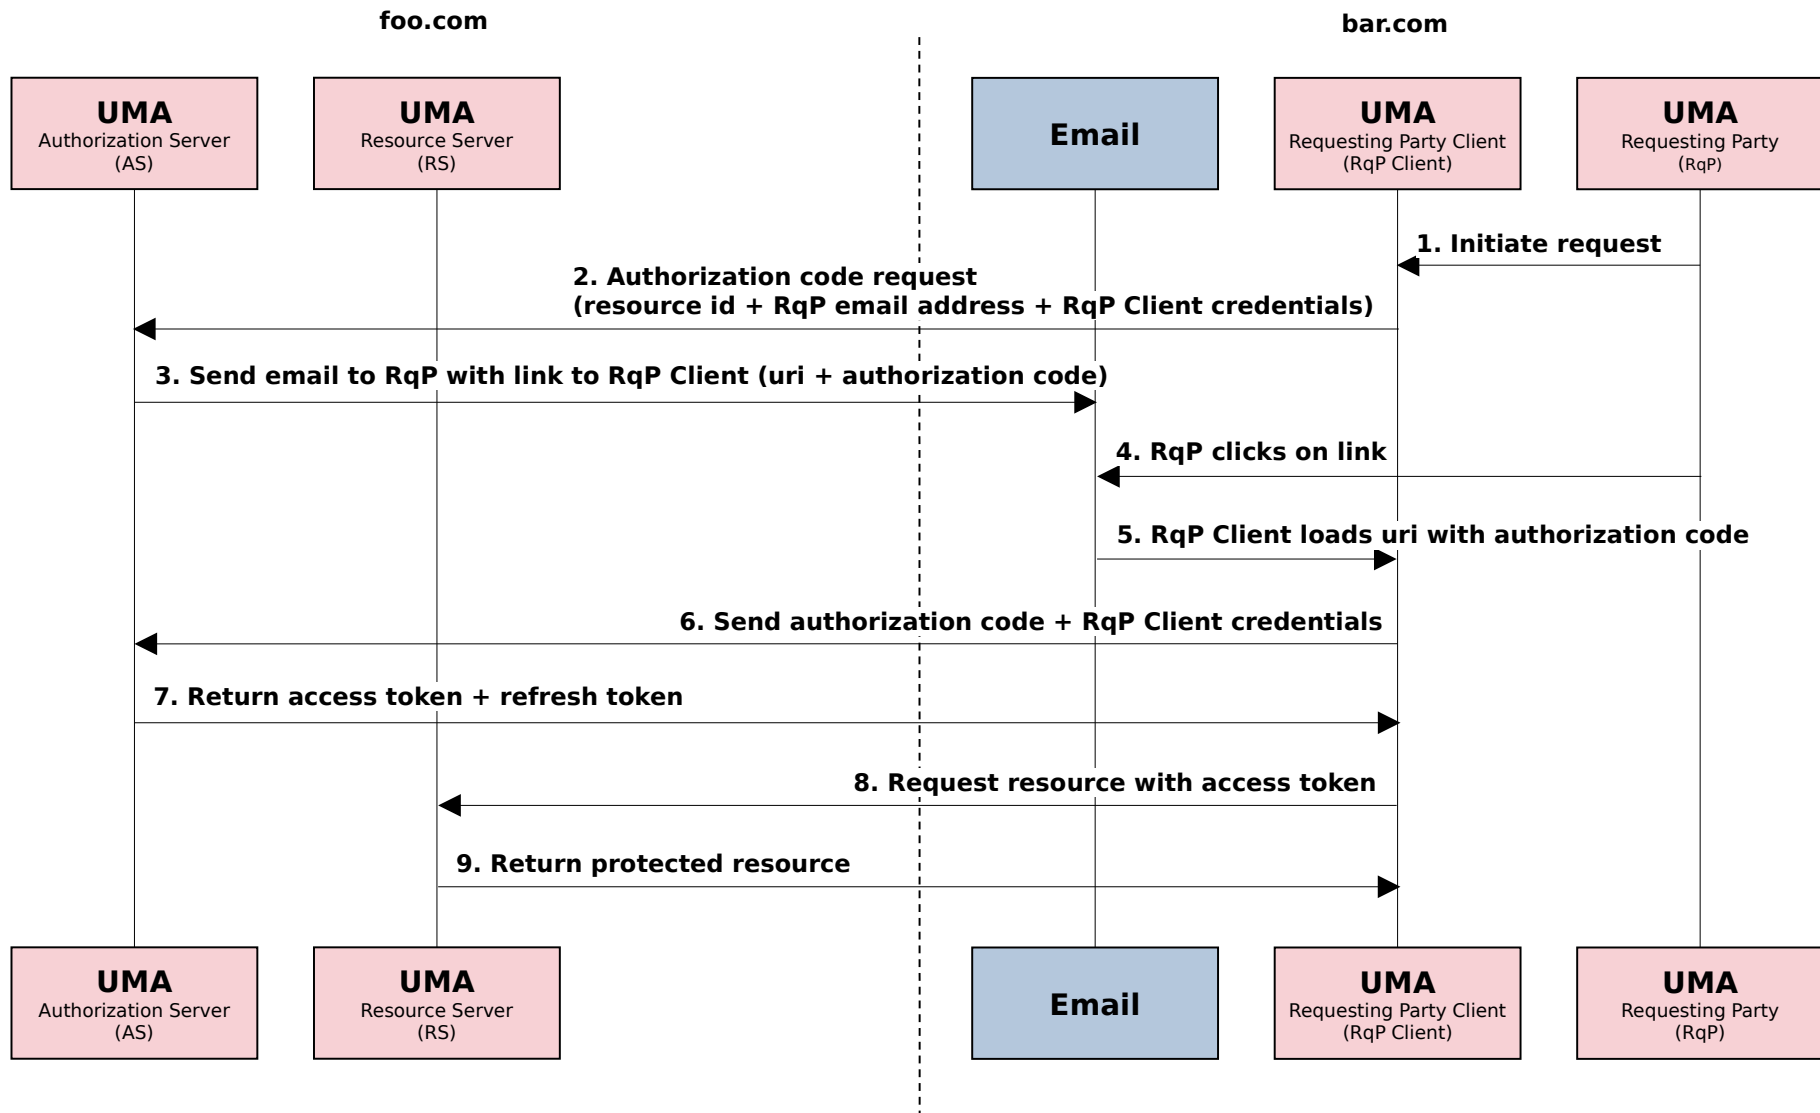 foo.com
bar.com
UMA
Authorization Server
(AS)
UMA
Resource Server
(RS)
Email
UMA
Requesting Party Client
(RqP Client)
UMA
Requesting Party
(RqP)
1. Initiate request
2. Authorization code request
(resource id + RqP email address + RqP Client credentials)
3. Send email to RqP with link to RqP Client (uri + authorization code)
4. RqP clicks on link
5. RqP Client loads uri with authorization code
6. Send authorization code + RqP Client credentials
7. Return access token + refresh token
8. Request resource with access token
9. Return protected resource
UMA
Authorization Server
(AS)
UMA
Resource Server
(RS)
Email
UMA
Requesting Party Client
(RqP Client)
UMA
Requesting Party
(RqP)